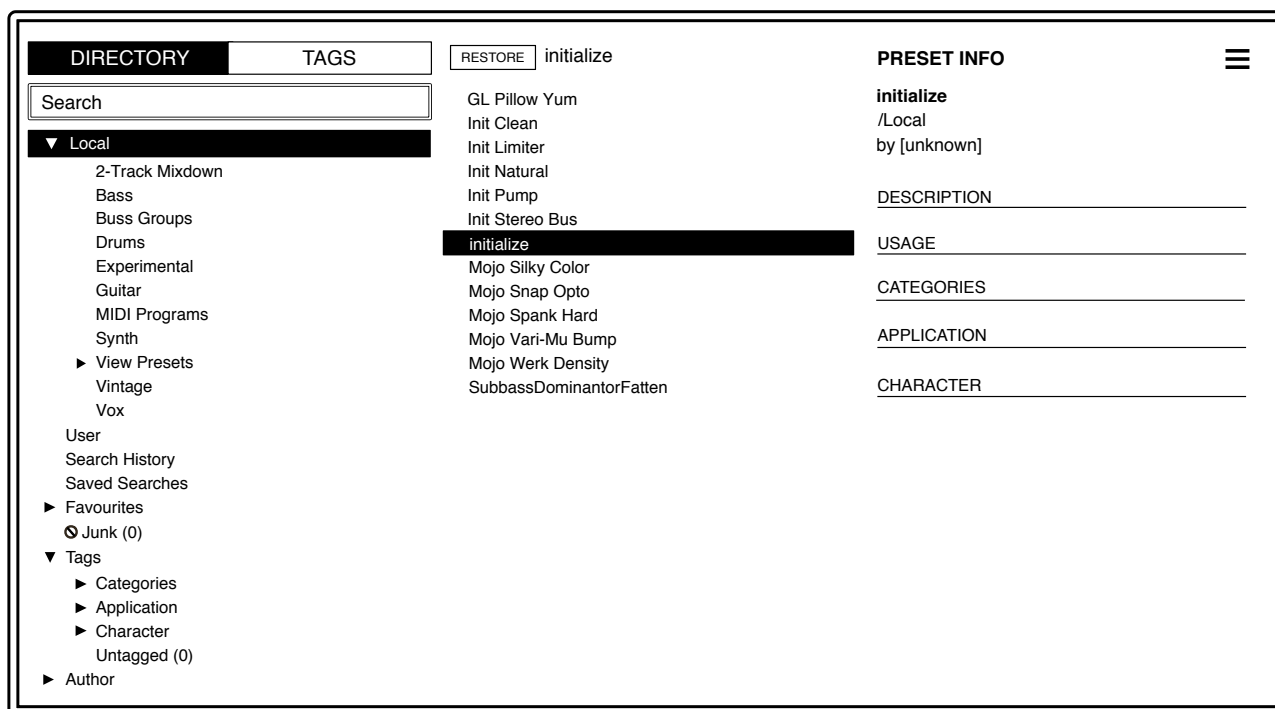 DIRECTORY
TAGS
Search
▼ Local
2-Track Mixdown
Bass
Buss Groups
Drums
Experimental
Guitar
MIDI Programs
Synth
► View Presets
Vintage
Vox
User
Search History
Saved Searches
► Favourites
Junk (0)
▼ Tags
► Categories
► Application
► Character
Untagged (0)
► Author
RESTORE initialize
GL Pillow Yum
Init Clean
Init Limiter
Init Natural
Init Pump
Init Stereo Bus
initialize
Mojo Silky Color
Mojo Snap Opto
Mojo Spank Hard
Mojo Vari-Mu Bump
Mojo Werk Density
SubbassDominantorFatten
PRESET INFO
initialize
/Local
by [unknown]
DESCRIPTION
USAGE
CATEGORIES
APPLICATION
CHARACTER